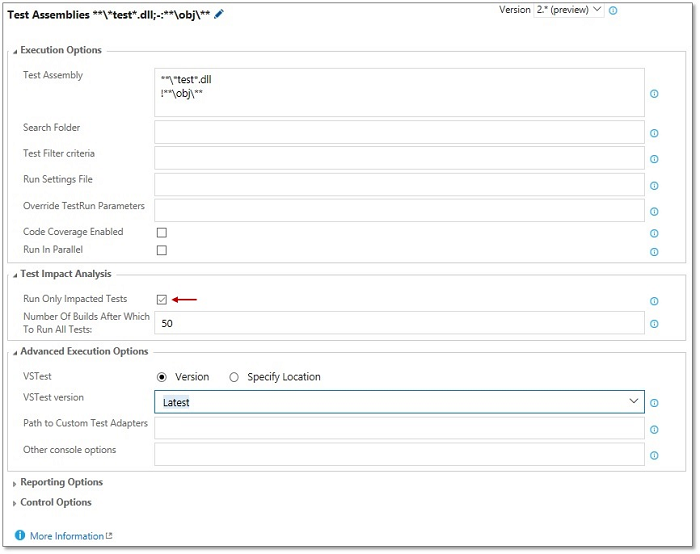 Test Assemblies **\*test*.dll;-:**\obj\**
Version 2.* (preview)
Execution Options
Test Assembly
**\*test*.dll
!**\obj\**
Search Folder
Test Filter criteria
Run Settings File
Override TestRun Parameters
Code Coverage Enabled
Run In Parallel
Test Impact Analysis
Run Only Impacted Tests
Number Of Builds After Which
To Run All Tests:
50
Advanced Execution Options
VSTest
Version
Specify Location
VSTest version
Latest
Path to Custom Test Adapters
Other console options
Reporting Options
Control Options
More Information